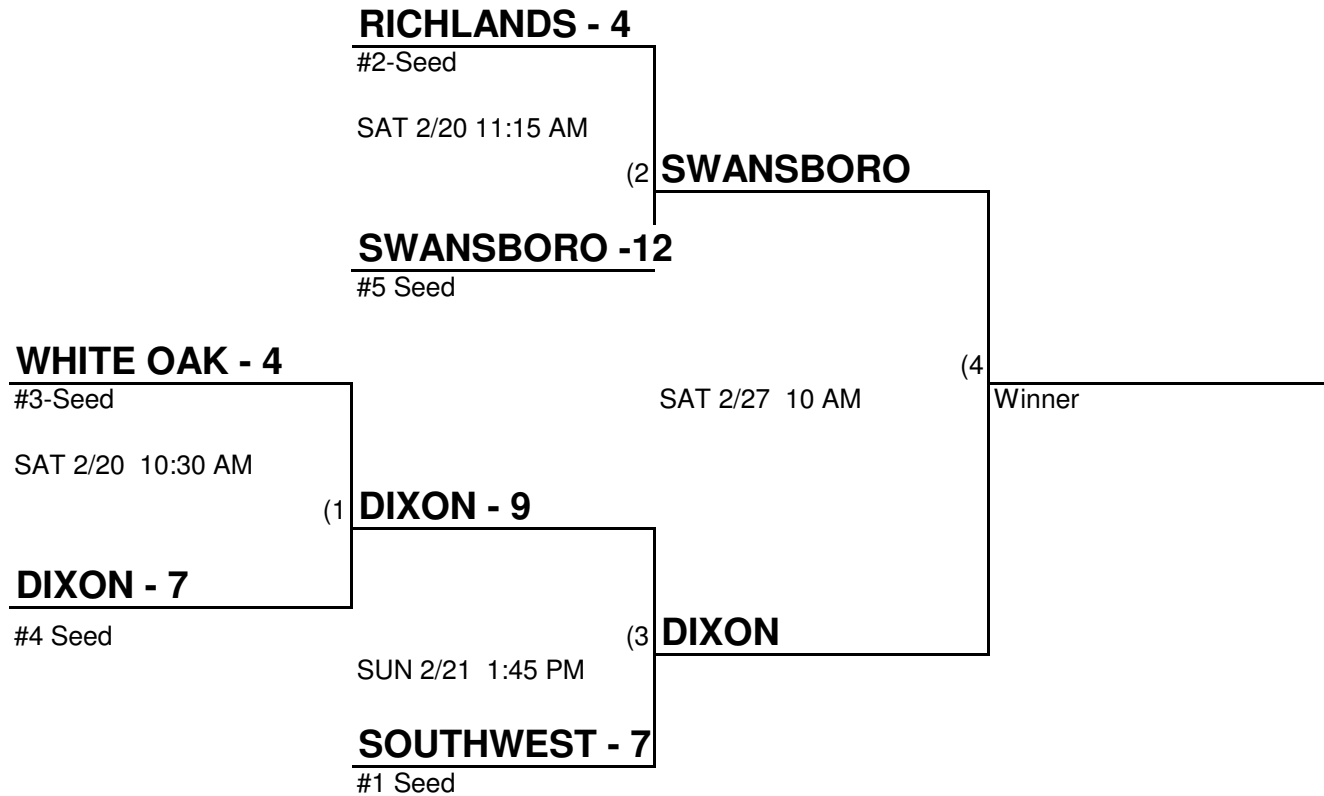 RICHLANDS - 4
#2-Seed
SAT 2/20 11:15 AM
(2 SWANSBORO
SWANSBORO -12
#5 Seed
WHITE OAK - 4
(4
#3-Seed
SAT 2/27  10 AM
Winner
SAT 2/20  10:30 AM
(1 DIXON - 9
DIXON - 7
#4 Seed
(3 DIXON
SUN 2/21  1:45 PM
SOUTHWEST - 7
#1 Seed